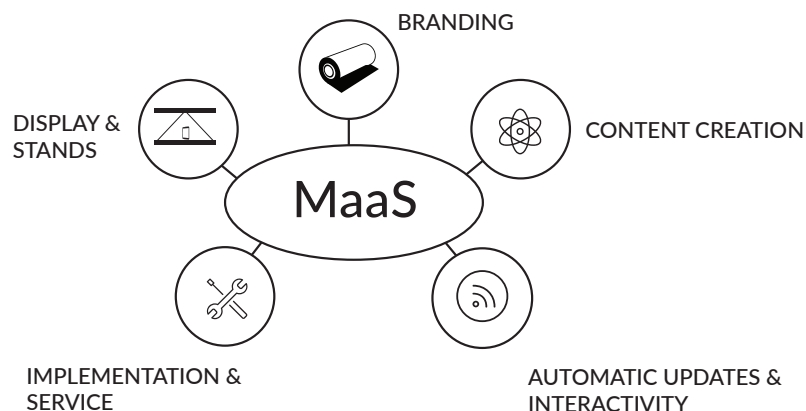 BRANDING
DISPLAY &
STANDS
CONTENT CREATION
MaaS
IMPLEMENTATION &
SERVICE
AUTOMATIC UPDATES &
INTERACTIVITY